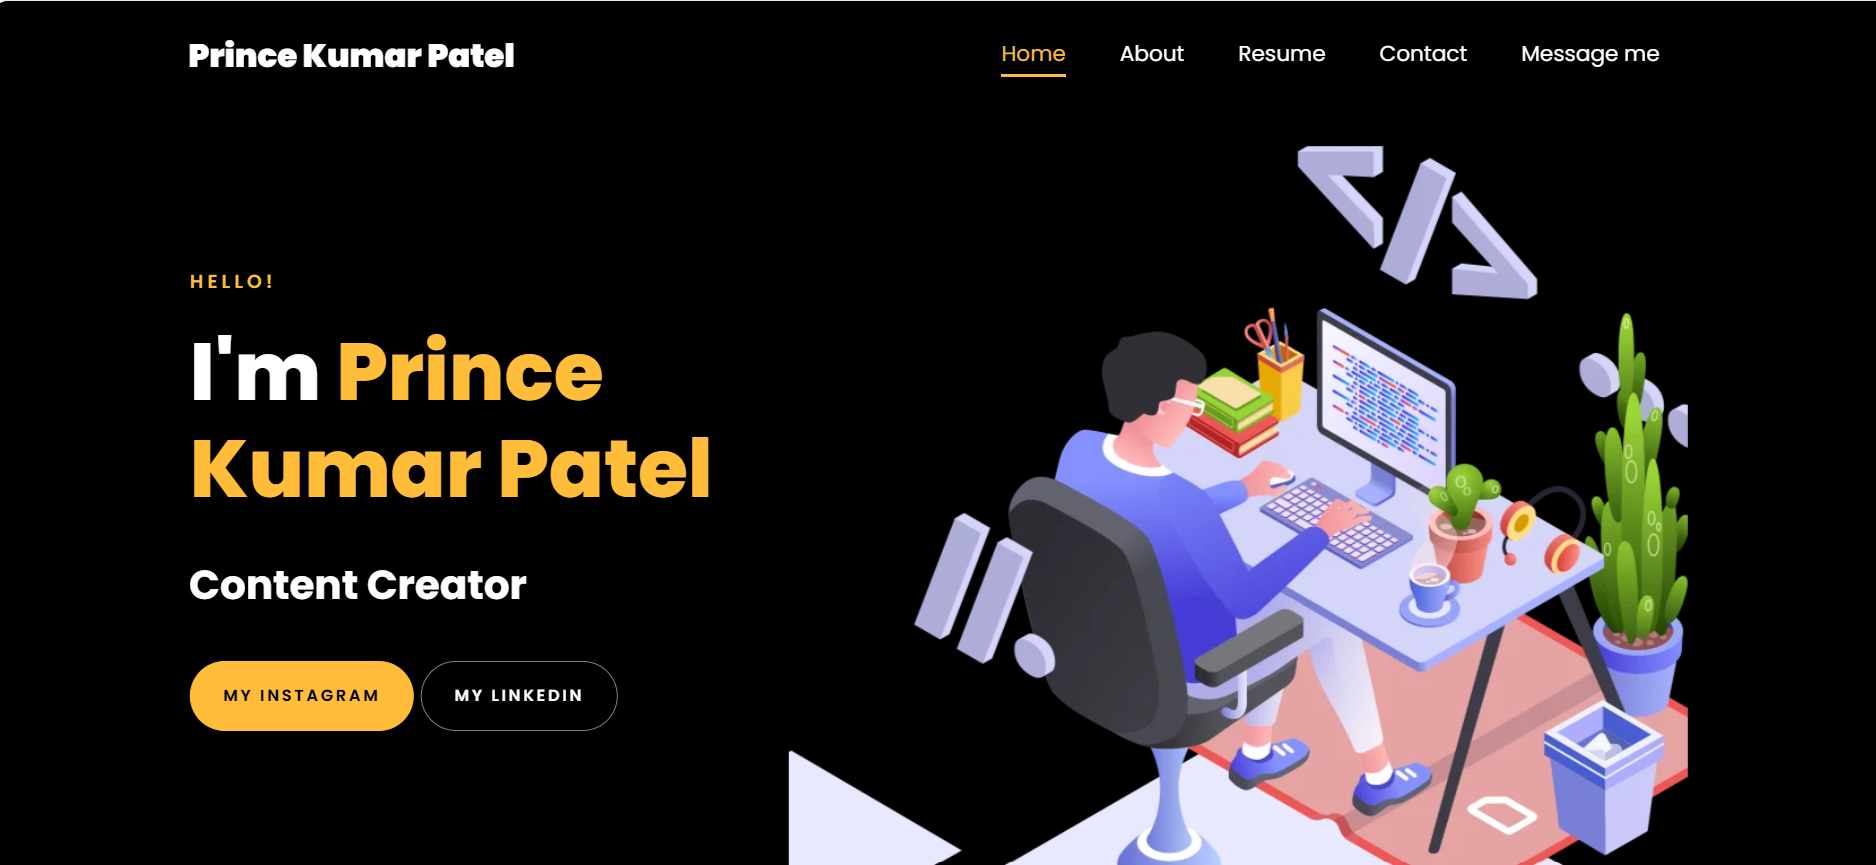 Prince Kumar Patel
Home About Resume Contact Message me
</>
HELLO!
I'm Prince
Kumar Patel
Content Creator
MY INSTAGRAM MY LINKEDIN